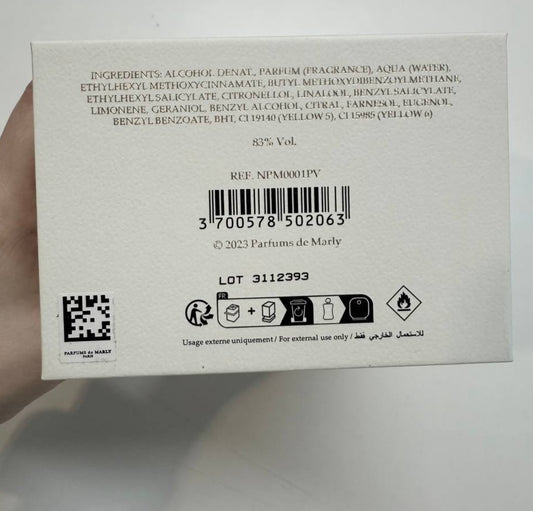 INGREDIENTS: ALCOHOL DENAT., PARFUM (FRAGRANCE), AQUA (WATER),
ETHYLHEXYL METHOXYCINNAMATE, BUTYL METHOXYDIBENZOYLMETHANE,
ETHYLHEXYL SALICYLATE, CITRONELLOL, LINALOOL, BENZYL SALICYLATE,
LIMONENE, GERANIOL, BENZYL ALCOHOL, CITRAL, FARNESOL, EUGENOL,
BENZYL BENZOATE, BHT, CI 19140 (YELLOW 5), CI 15985 (YELLOW 6)
83% Vol.
REF. NPM0001PV
3 700578 502063
© 2023 Parfums de Marly
LOT 3112393
FR
+
PARFUMS de MARLY
PARIS
Usage externe uniquement / For external use only / للاستعمال الخارجي فقط